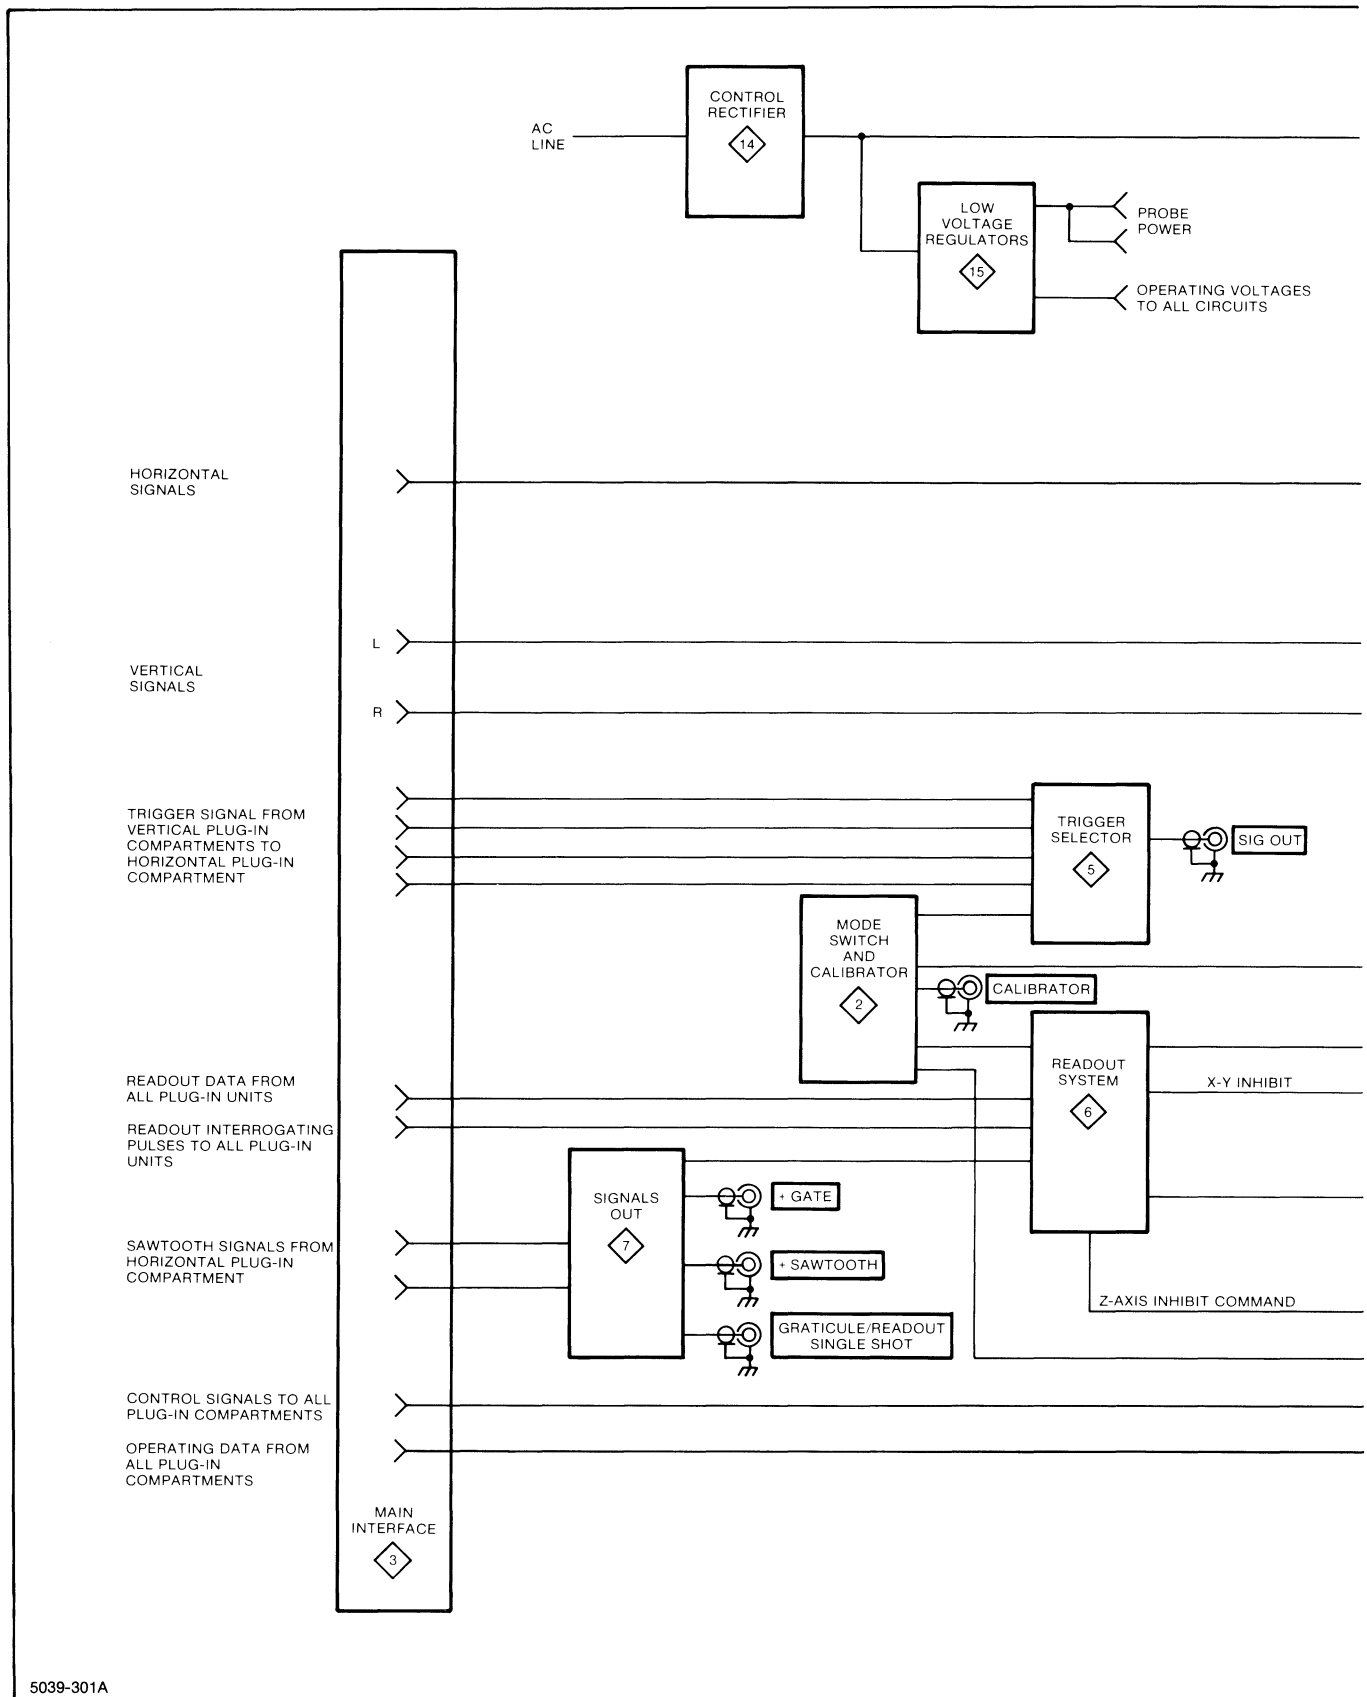 CONTROL
RECTIFIER
14
AC
LINE
LOW
VOLTAGE
REGULATORS
15
PROBE
POWER
OPERATING VOLTAGES
TO ALL CIRCUITS
HORIZONTAL
SIGNALS
L
VERTICAL
SIGNALS
R
TRIGGER SIGNAL FROM
VERTICAL PLUG-IN
COMPARTMENTS TO
HORIZONTAL PLUG-IN
COMPARTMENT
TRIGGER
SELECTOR
5
SIG OUT
MODE
SWITCH
AND
CALIBRATOR
2
CALIBRATOR
READOUT
SYSTEM
6
X-Y INHIBIT
READOUT DATA FROM
ALL PLUG-IN UNITS
READOUT INTERROGATING
PULSES TO ALL PLUG-IN
UNITS
SIGNALS
OUT
7
+ GATE
+ SAWTOOTH
GRATICULE/READOUT
SINGLE SHOT
SAWTOOTH SIGNALS FROM
HORIZONTAL PLUG-IN
COMPARTMENT
Z-AXIS INHIBIT COMMAND
CONTROL SIGNALS TO ALL
PLUG-IN COMPARTMENTS
OPERATING DATA FROM
ALL PLUG-IN
COMPARTMENTS
MAIN
INTERFACE
3
5039-301A